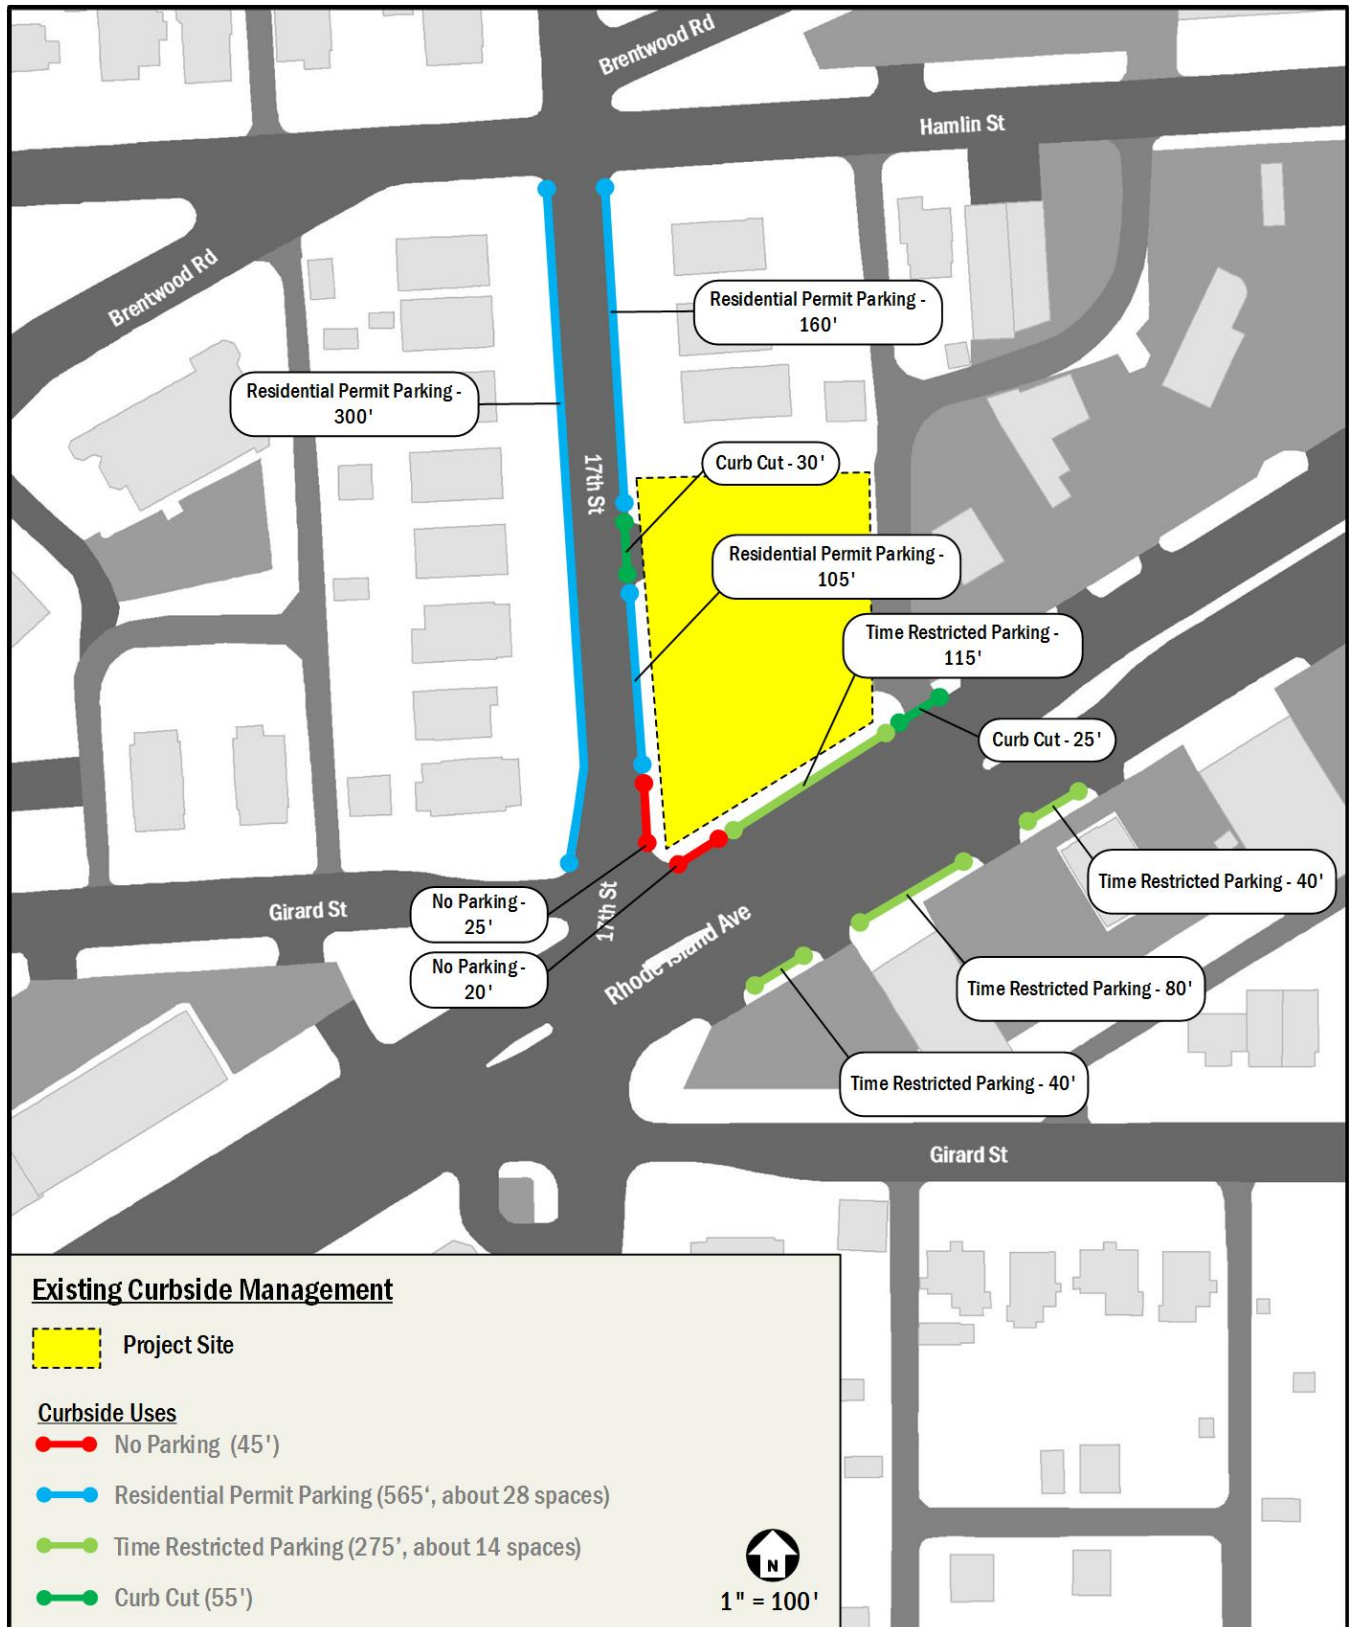 Brentwood Rd
Hamlin St
Brentwood Rd
Residential Permit Parking -
160'
Residential Permit Parking -
300'
17th St
Curb Cut - 30'
Residential Permit Parking -
105'
Time Restricted Parking -
115'
Curb Cut - 25'
Time Restricted Parking - 40'
No Parking -
25'
Girard St
17th St
Rhode Island Ave
No Parking -
20'
Time Restricted Parking - 80'
Time Restricted Parking - 40'
Girard St
Existing Curbside Management
Project Site
Curbside Uses
No Parking (45')
Residential Permit Parking (565‘, about 28 spaces)
Time Restricted Parking (275’, about 14 spaces)
Curb Cut (55')
N
1" = 100'